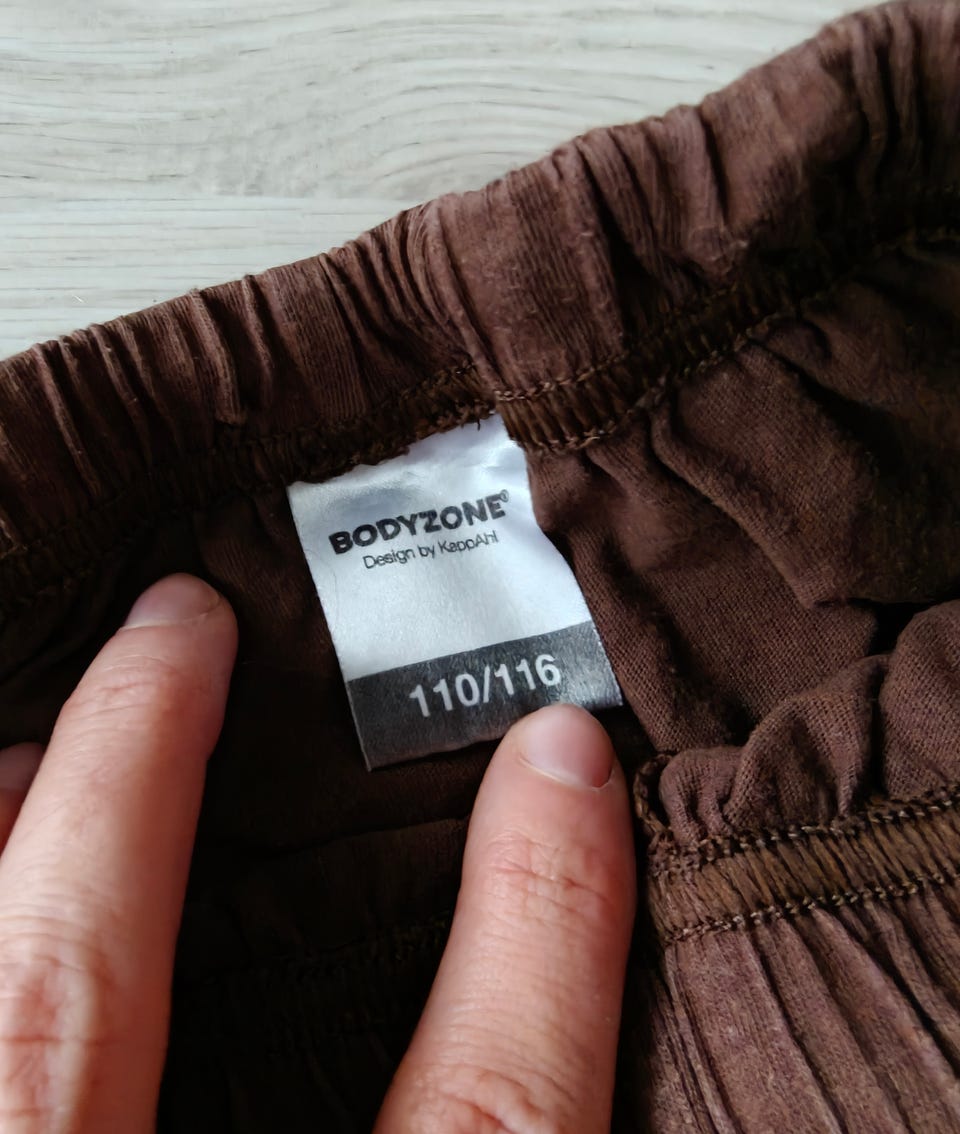 BODYZONE®
Design by KappAhl
110/116